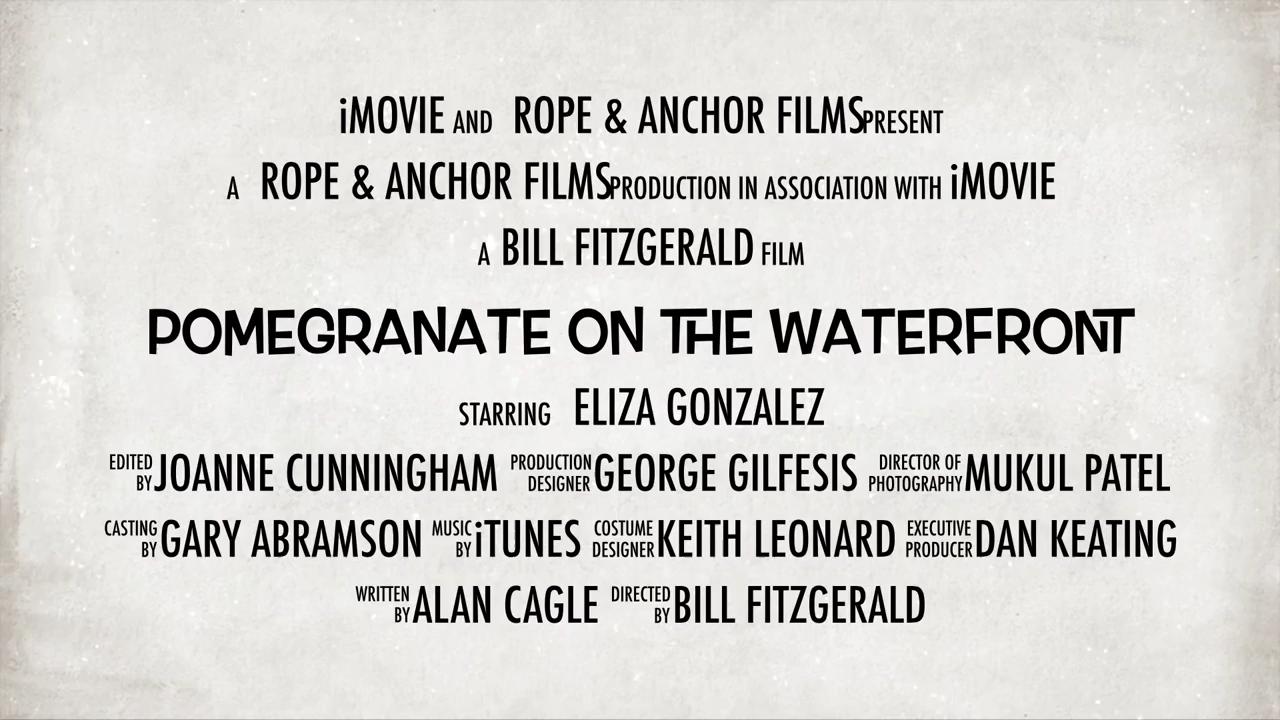 iMOVIE AND ROPE & ANCHOR FILMS PRESENT
A ROPE & ANCHOR FILMS PRODUCTION IN ASSOCIATION WITH iMOVIE
A BILL FITZGERALD FILM
POMEGRANATE ON THE WATERFRONT
STARRING ELIZA GONZALEZ
EDITED BY JOANNE CUNNINGHAM PRODUCTION DESIGNER GEORGE GILFESIS DIRECTOR OF PHOTOGRAPHY MUKUL PATEL
CASTING BY GARY ABRAMSON MUSIC BY iTUNES COSTUME DESIGNER KEITH LEONARD EXECUTIVE PRODUCER DAN KEATING
WRITTEN BY ALAN CAGLE DIRECTED BY BILL FITZGERALD